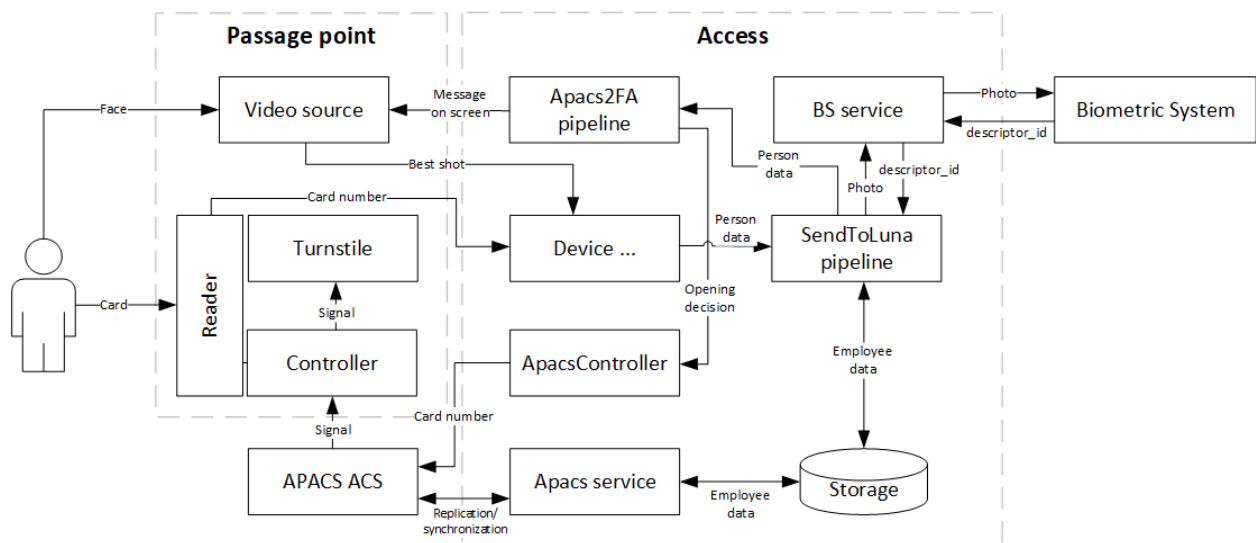 Passage point
Access
Face
Video source
Message
on screen
Apacs2FA
pipeline
BS service
Photo
Biometric System
descriptor_id
Best shot
Person
data
descriptor_id
Photo
Card number
Reader
Turnstile
Device ...
Person
data
SendToLuna
pipeline
Card
Signal
Opening
decision
Controller
ApacsController
Employee
data
Card number
Signal
APACS ACS
Apacs service
Storage
Employee
data
Replication/
synchronization